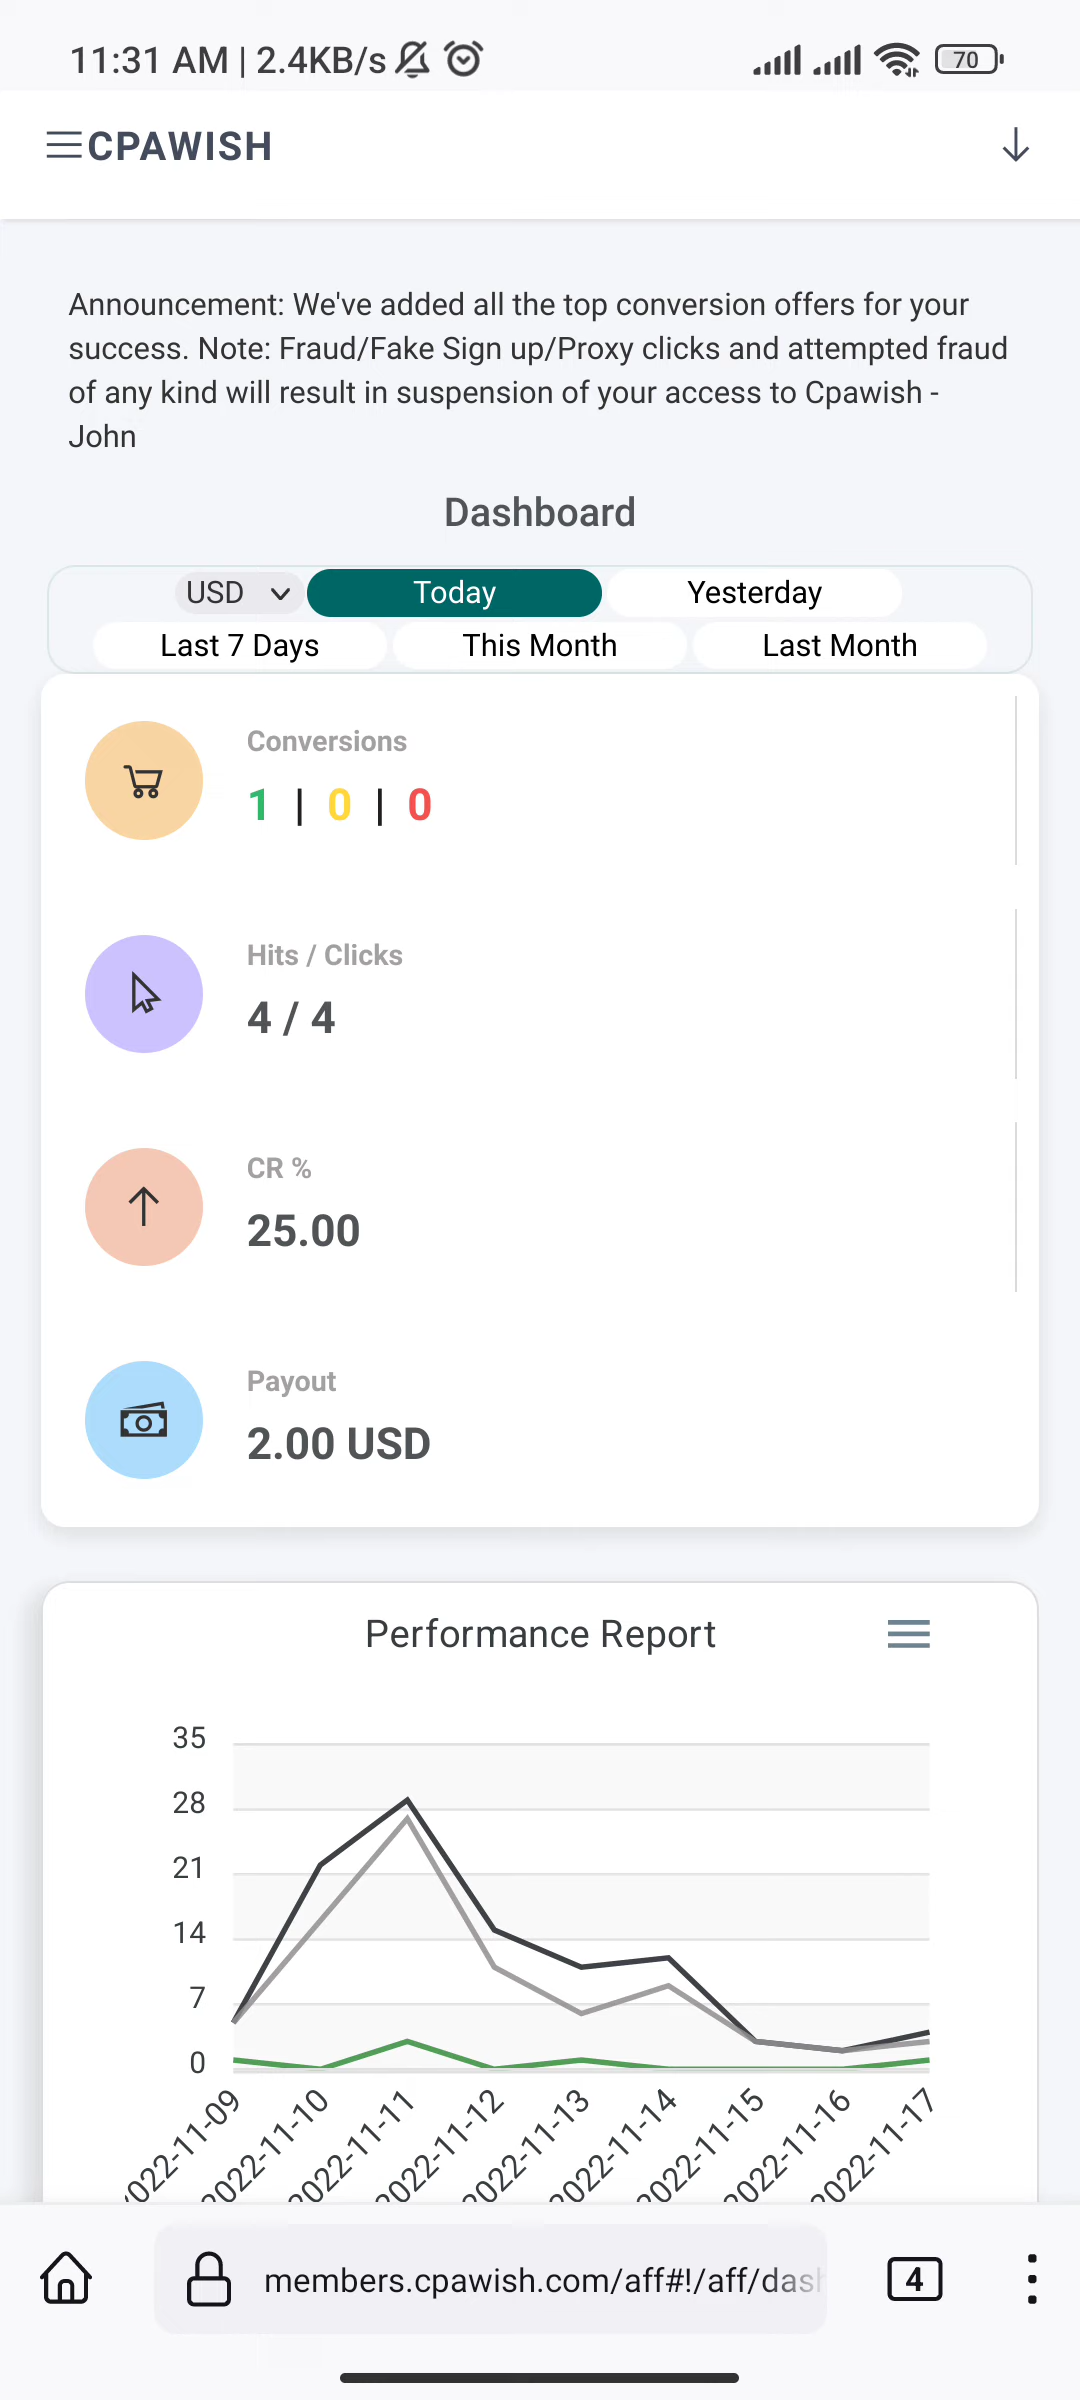 11:31 AM | 2.4KB/s
70
CPAWISH
Announcement: We've added all the top conversion offers for your
success. Note: Fraud/Fake Sign up/Proxy clicks and attempted fraud
of any kind will result in suspension of your access to Cpawish -
John
Dashboard
USD Today Yesterday
Last 7 Days This Month Last Month
Conversions
1 | 0 | 0
Hits / Clicks
4 / 4
CR %
25.00
Payout
2.00 USD
Performance Report
35
28
21
14
7
0
2022-11-09 2022-11-10 2022-11-11 2022-11-12 2022-11-13 2022-11-14 2022-11-15 2022-11-16 2022-11-17
members.cpawish.com/aff#!/aff/dash
4